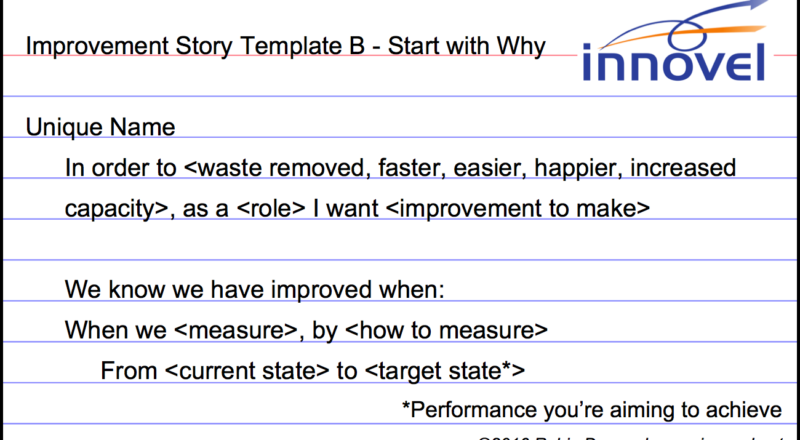 Improvement Story Template B - Start with Why
innovel
Unique Name
In order to <waste removed, faster, easier, happier, increased
capacity>, as a <role> I want <improvement to make>
We know we have improved when:
When we <measure>, by <how to measure>
From <current state> to <target state*>
*Performance you’re aiming to achieve